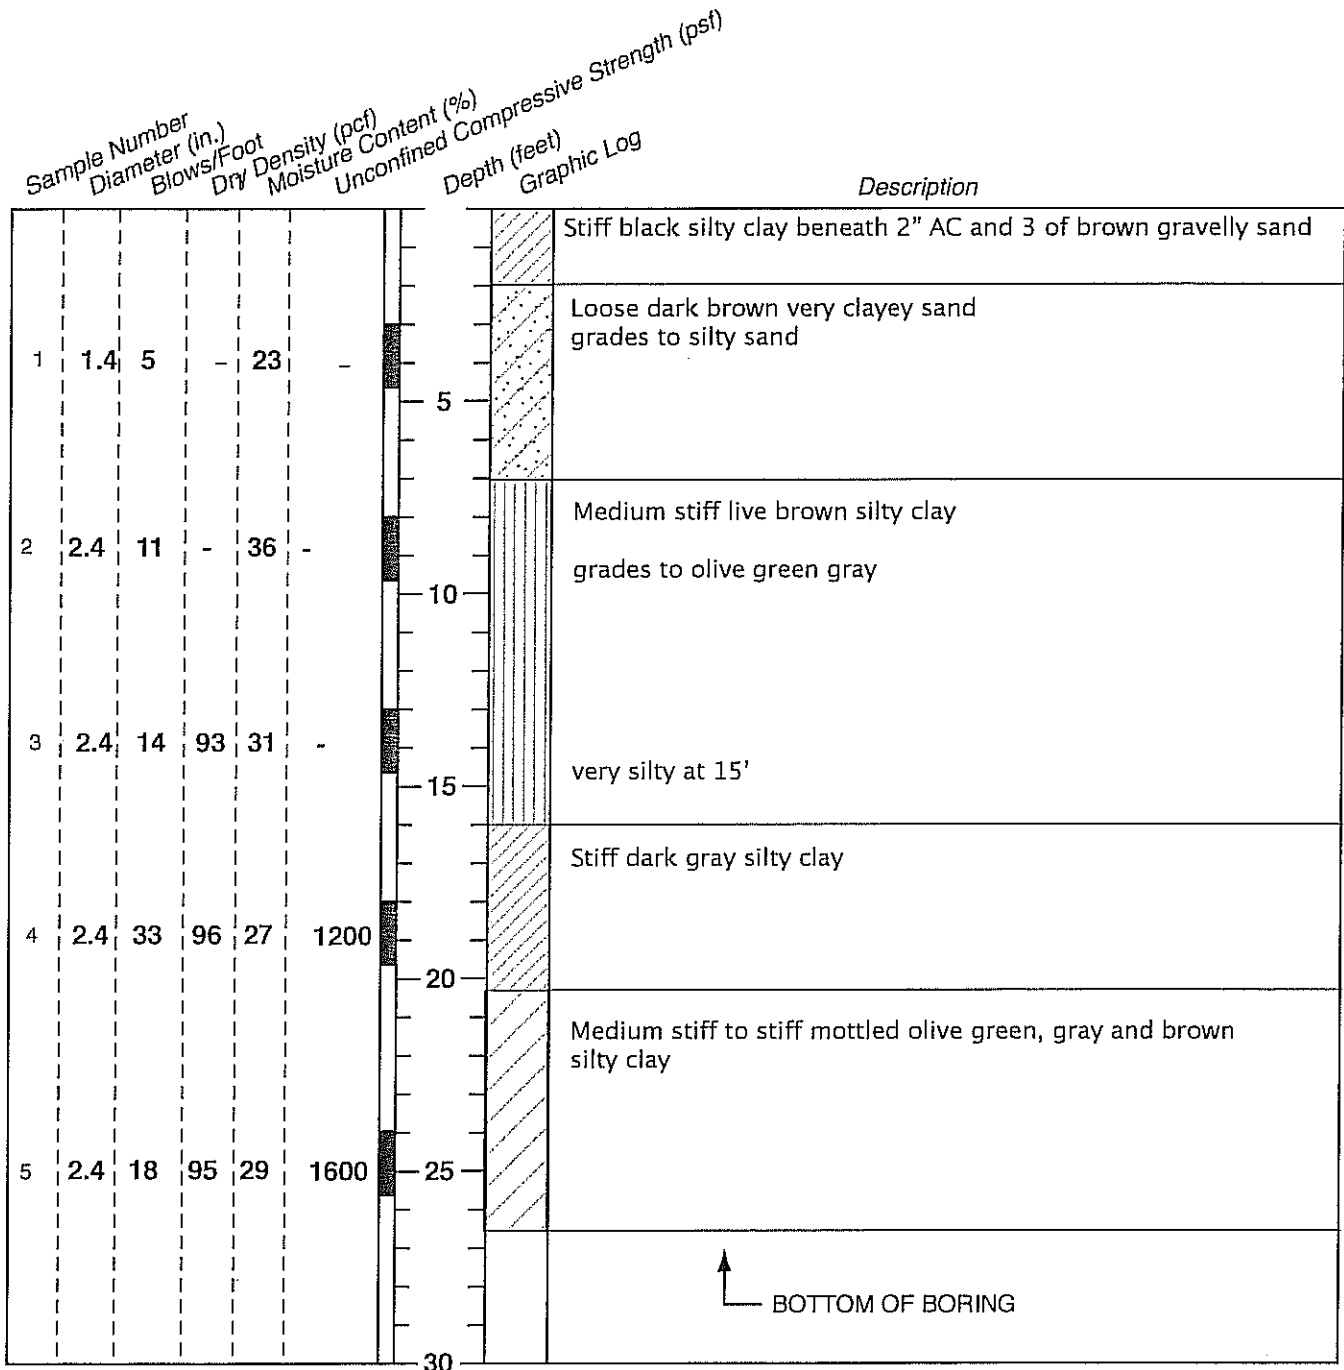 Sample Number
Diameter (in.)
Blows/Foot
Dry Density (pcf)
Moisture Content (%)
Unconfined Compressive Strength (psf)
Depth (feet)
Graphic Log
Description
Stiff black silty clay beneath 2" AC and 3 of brown gravelly sand
Loose dark brown very clayey sand
grades to silty sand
1 1.4 5 - 23 -
5
Medium stiff live brown silty clay
2 2.4 11 - 36 -
grades to olive green gray
10
3 2.4 14 93 31 -
very silty at 15'
15
Stiff dark gray silty clay
4 2.4 33 96 27 1200
20
Medium stiff to stiff mottled olive green, gray and brown
silty clay
5 2.4 18 95 29 1600 25
BOTTOM OF BORING
30